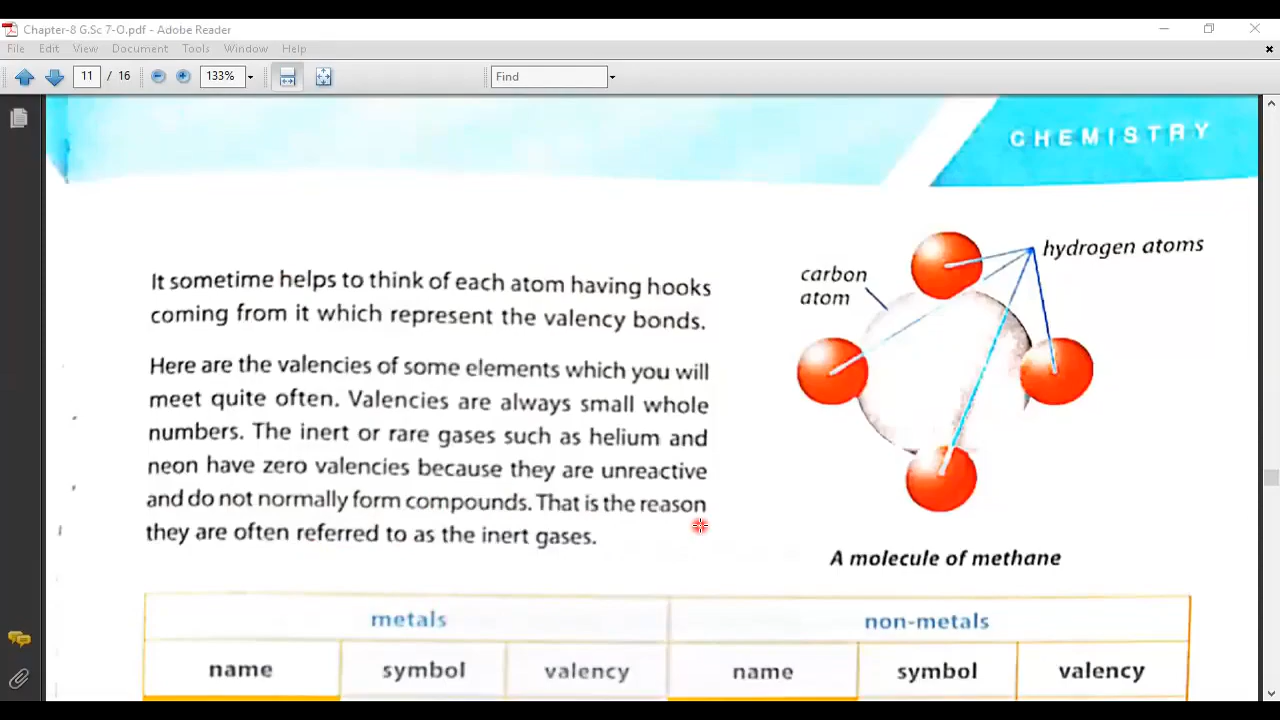 Chapter-8 G.Sc 7-O.pdf - Adobe Reader
File Edit View Document Tools Window Help
11 / 16 133% Find
CHEMISTRY
It sometime helps to think of each atom having hooks
coming from it which represent the valency bonds.
Here are the valencies of some elements which you will
meet quite often. Valencies are always small whole
numbers. The inert or rare gases such as helium and
neon have zero valencies because they are unreactive
and do not normally form compounds. That is the reason
they are often referred to as the inert gases.
hydrogen atoms
carbon
atom
A molecule of methane
metals non-metals
name symbol valency name symbol valency